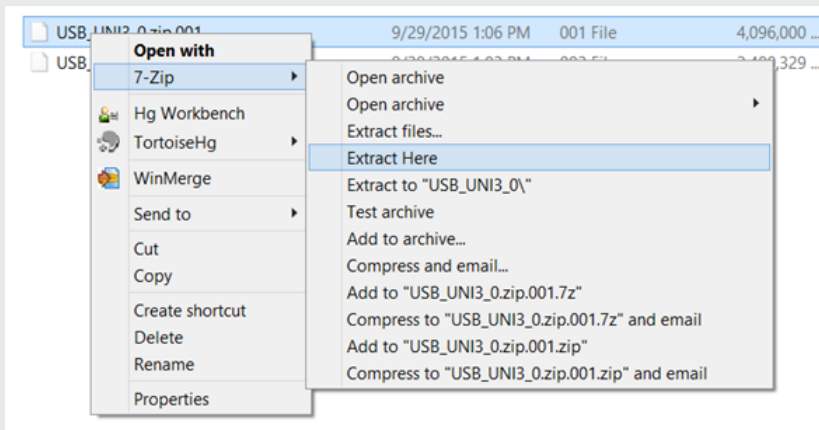 USB_UNI3_0.zip.001 9/29/2015 1:06 PM 001 File 4,096,000 ...
USB_
Open with
7-Zip
Hg Workbench
TortoiseHg
WinMerge
Send to
Cut
Copy
Create shortcut
Delete
Rename
Properties
Open archive
Open archive
Extract files...
Extract Here
Extract to "USB_UNI3_0\"
Test archive
Add to archive...
Compress and email...
Add to "USB_UNI3_0.zip.001.7z"
Compress to "USB_UNI3_0.zip.001.7z" and email
Add to "USB_UNI3_0.zip.001.zip"
Compress to "USB_UNI3_0.zip.001.zip" and email